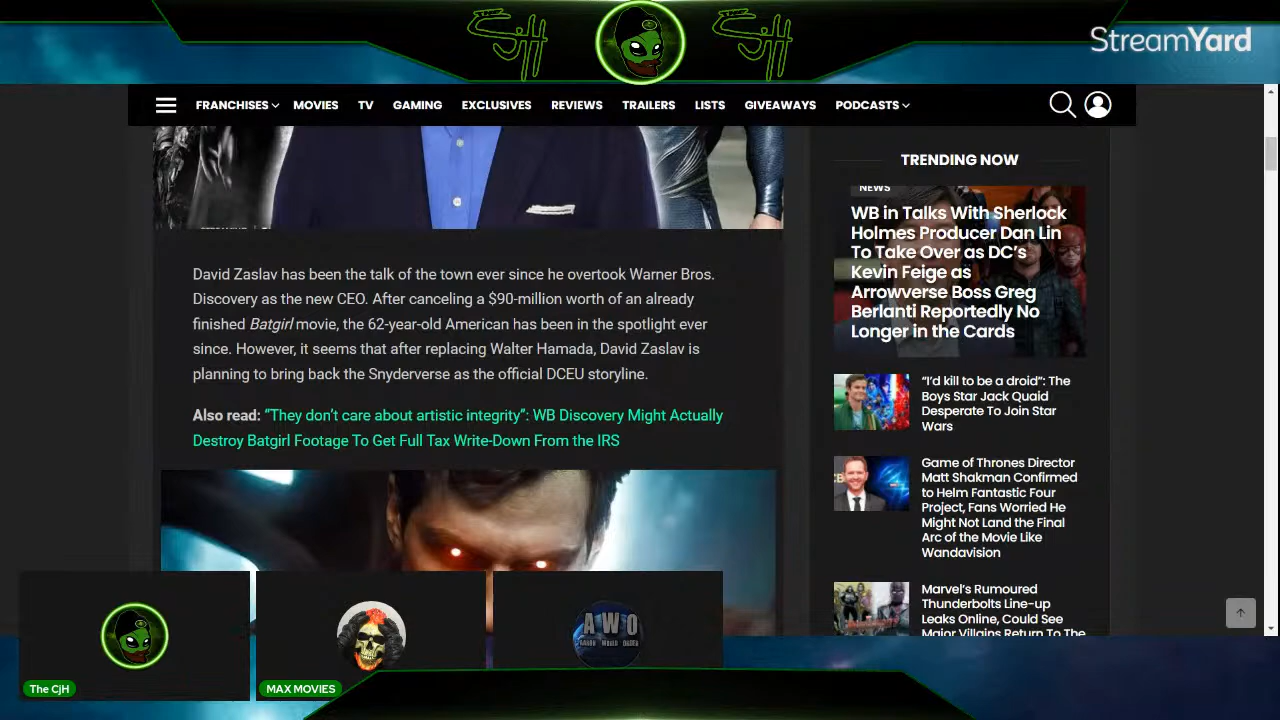 StreamYard
FRANCHISES
MOVIES
TV
GAMING
EXCLUSIVES
REVIEWS
TRAILERS
LISTS
GIVEAWAYS
PODCASTS
David Zaslav has been the talk of the town ever since he overtook Warner Bros.
Discovery as the new CEO. After canceling a $90-million worth of an already
finished Batgirl movie, the 62-year-old American has been in the spotlight ever
since. However, it seems that after replacing Walter Hamada, David Zaslav is
planning to bring back the Snyderverse as the official DCEU storyline.
Also read: “They don’t care about artistic integrity”: WB Discovery Might Actually
Destroy Batgirl Footage To Get Full Tax Write-Down From the IRS
TRENDING NOW
NEWS
WB in Talks With Sherlock
Holmes Producer Dan Lin
To Take Over as DC’s
Kevin Feige as
Arrowverse Boss Greg
Berlanti Reportedly No
Longer in the Cards
“I’d kill to be a droid”: The
Boys Star Jack Quaid
Desperate To Join Star
Wars
Game of Thrones Director
Matt Shakman Confirmed
to Helm Fantastic Four
Project, Fans Worried He
Might Not Land the Final
Arc of the Movie Like
Wandavision
Marvel’s Rumoured
Thunderbolts Line-up
Leaks Online, Could See
Major Villains Return To The
AWO
The CjH
MAX MOVIES